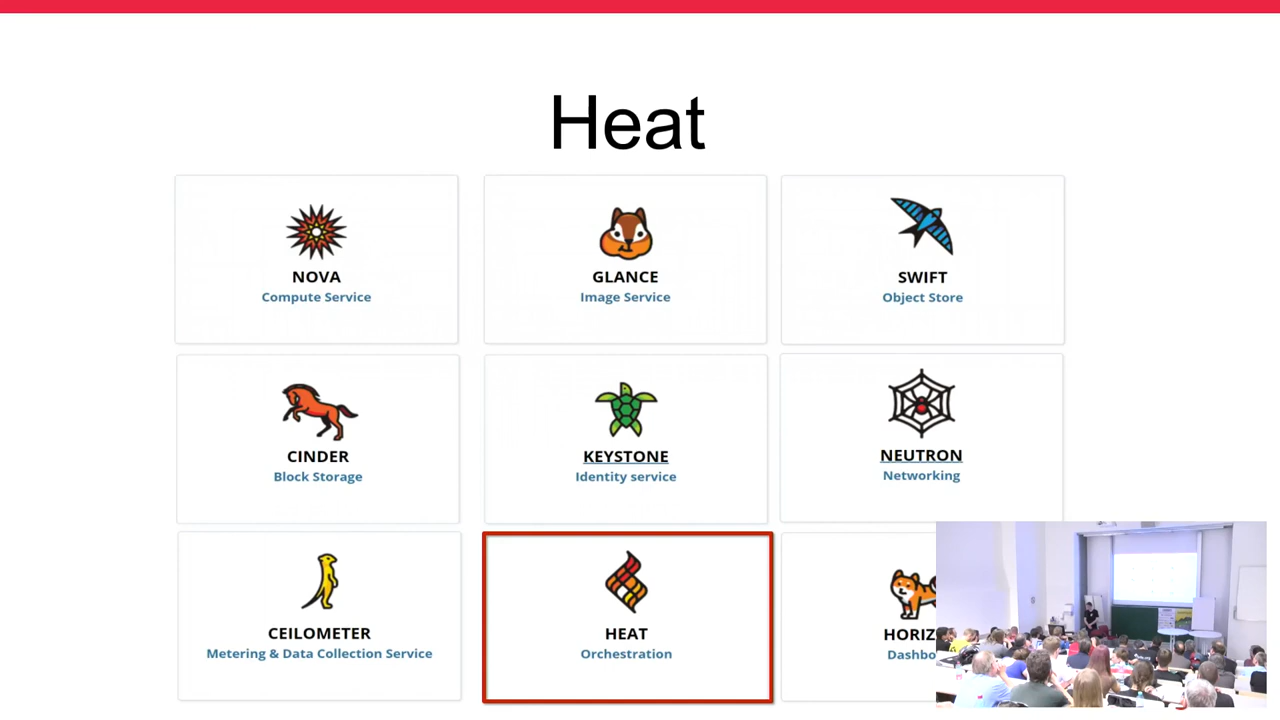 Heat
NOVA
Compute Service
GLANCE
Image Service
SWIFT
Object Store
CINDER
Block Storage
KEYSTONE
Identity service
NEUTRON
Networking
CEILOMETER
Metering & Data Collection Service
HEAT
Orchestration
HORIZ
Dashbo